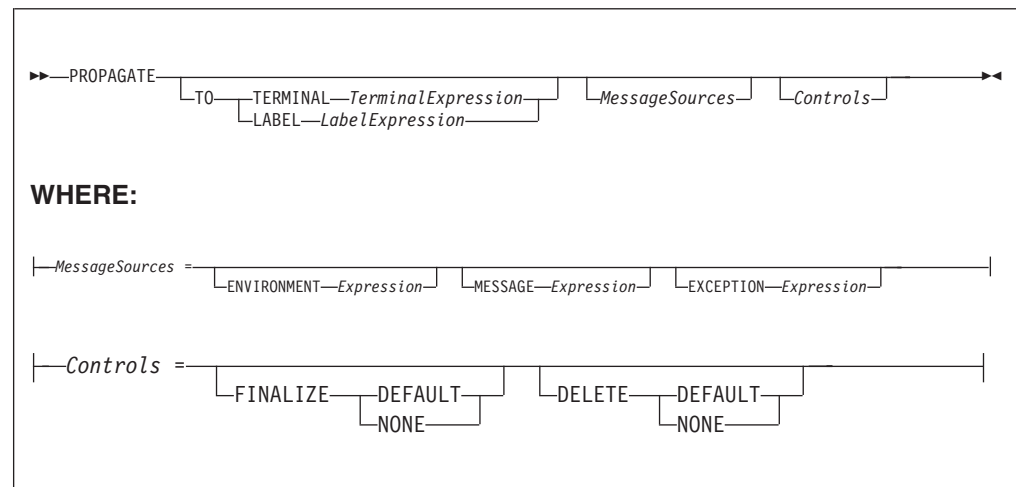 PROPAGATE
TO TERMINAL TerminalExpression MessageSources Controls
LABEL LabelExpression
WHERE:
MessageSources =
ENVIRONMENT Expression MESSAGE Expression EXCEPTION Expression
Controls =
FINALIZE DEFAULT DELETE DEFAULT
NONE NONE